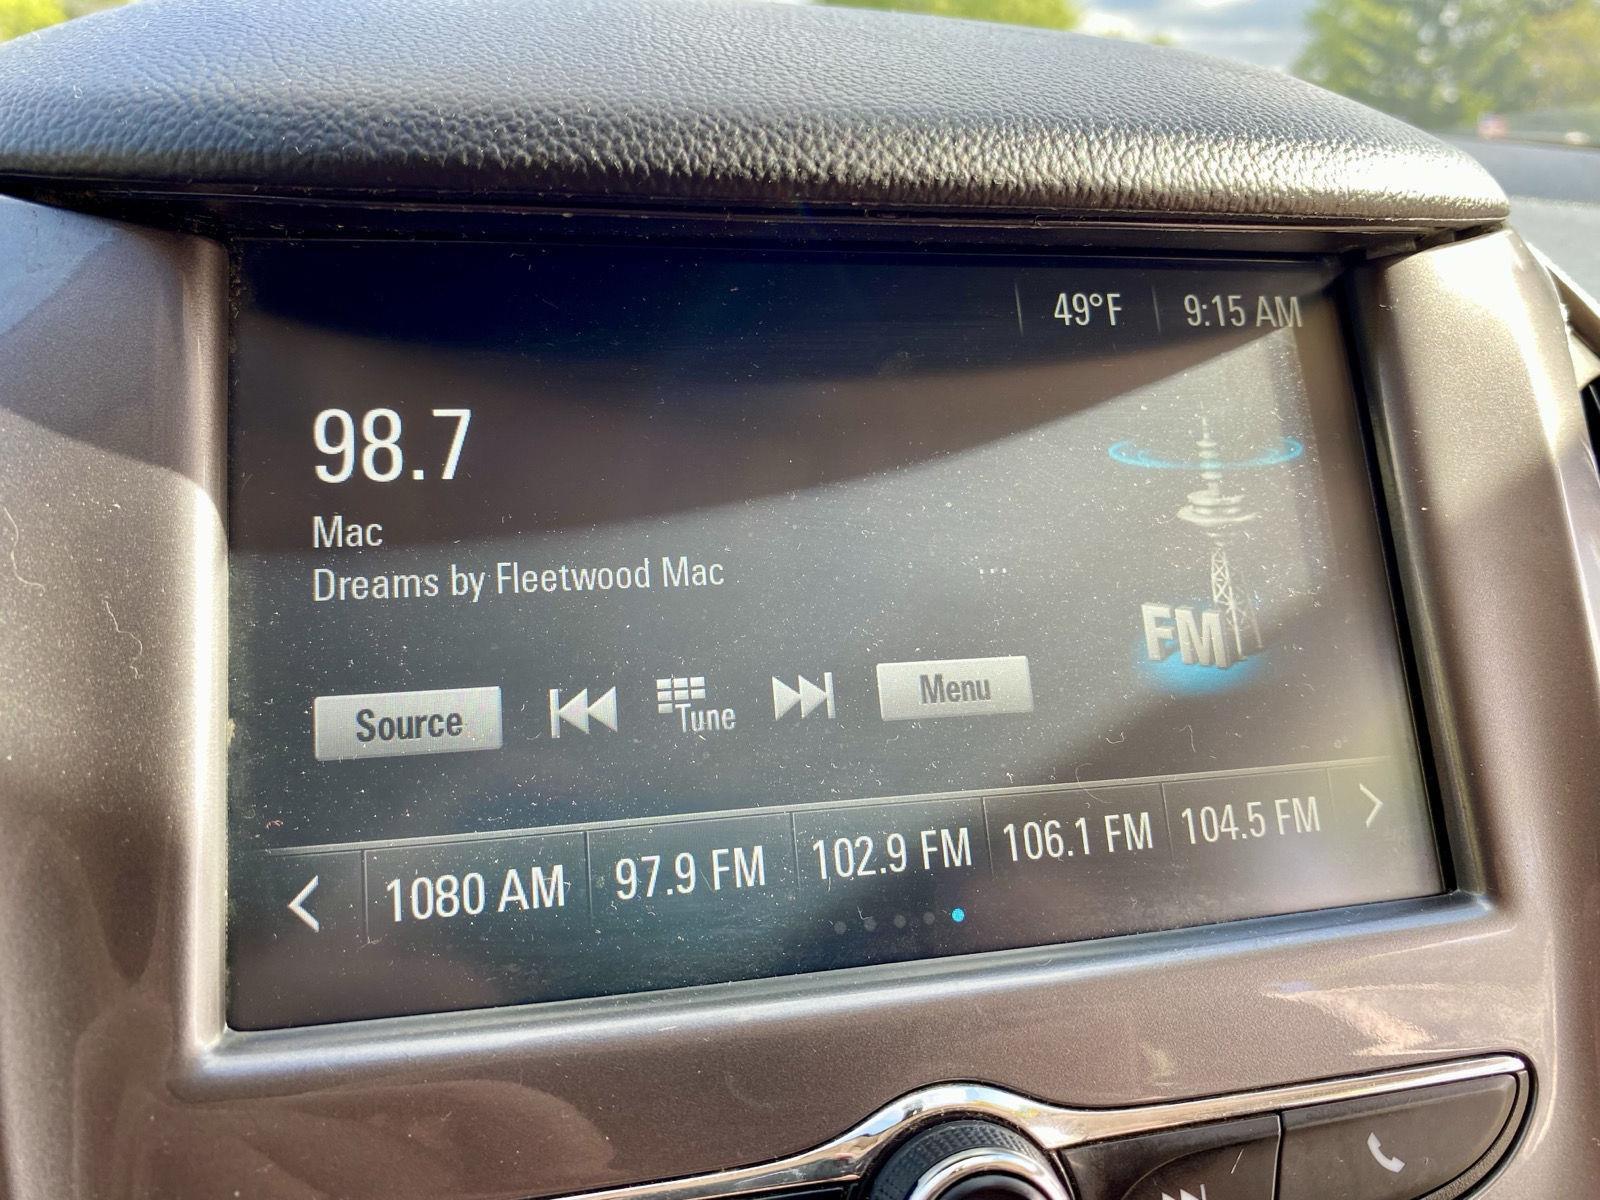 49°F 9:15 AM
98.7
Mac
Dreams by Fleetwood Mac
...
FM
Source Tune Menu
1080 AM 97.9 FM 102.9 FM 106.1 FM 104.5 FM